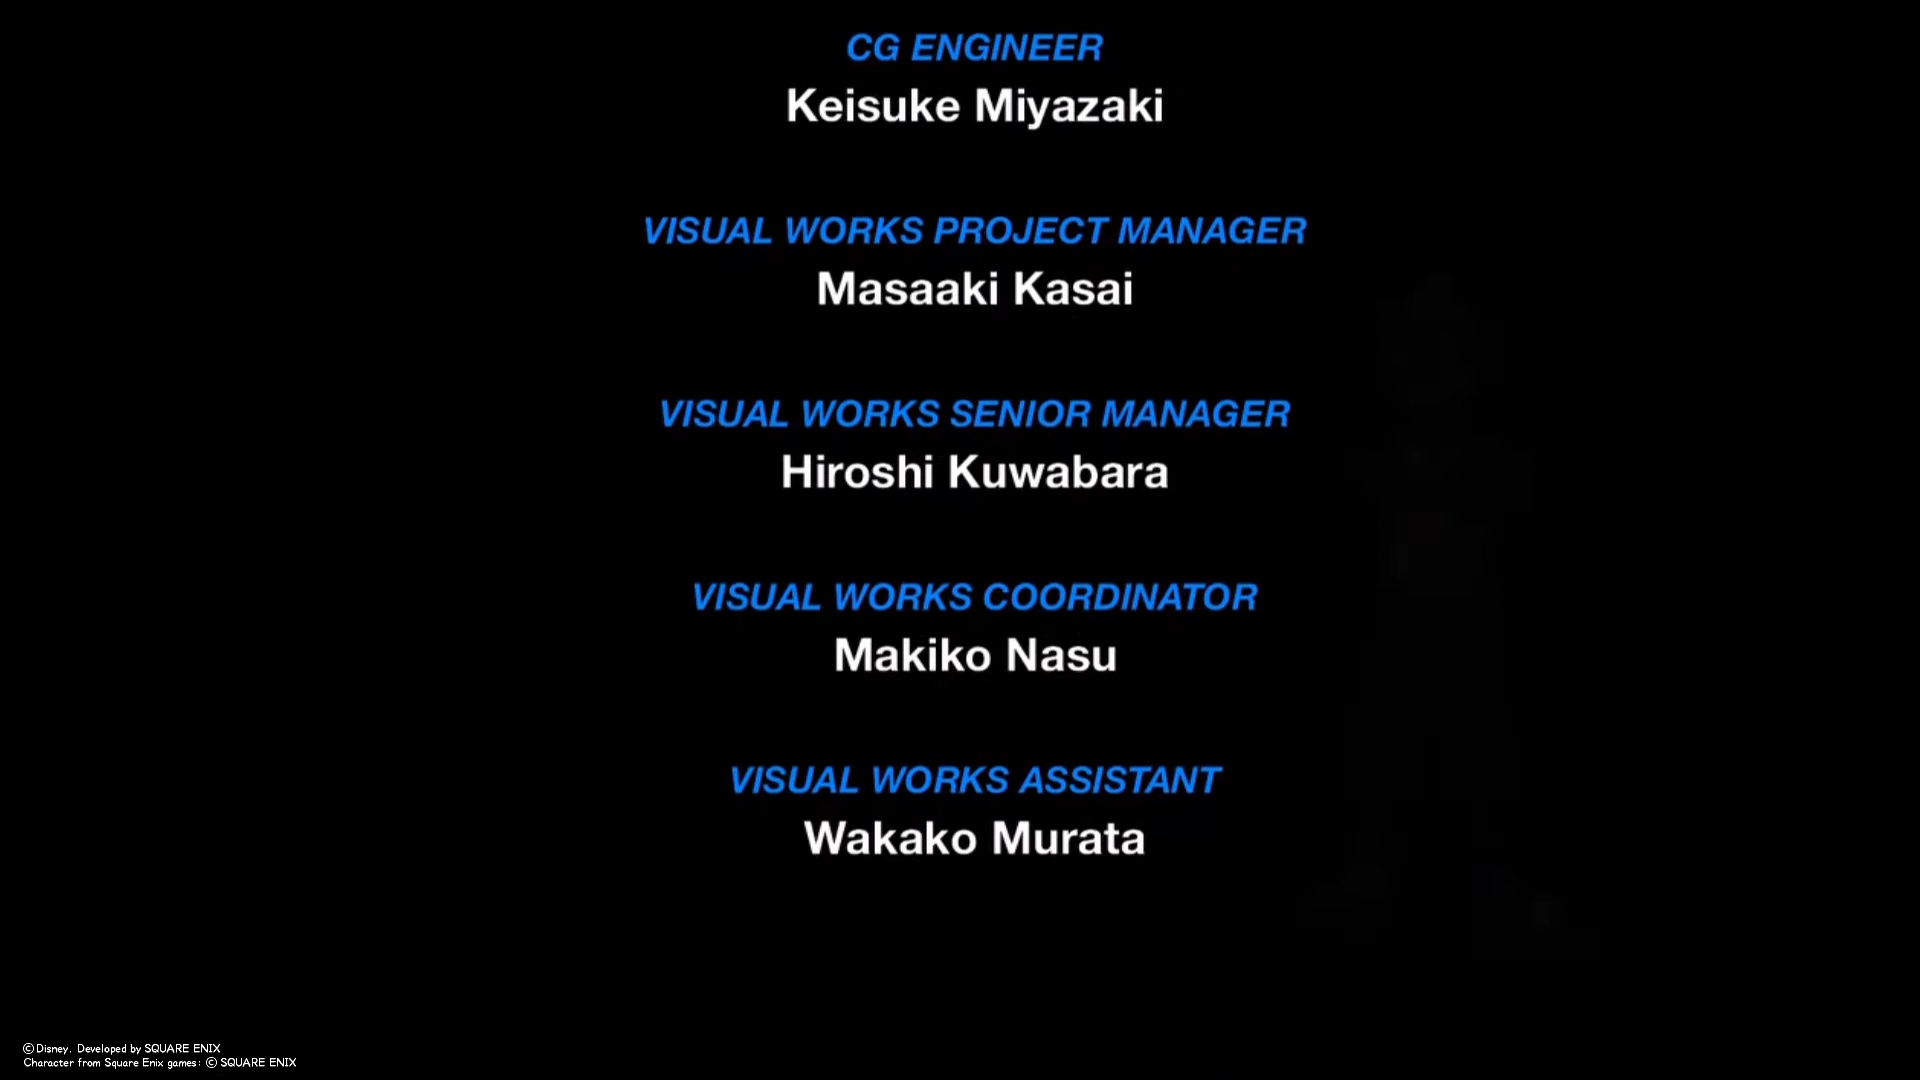 CG ENGINEER
Keisuke Miyazaki
VISUAL WORKS PROJECT MANAGER
Masaaki Kasai
VISUAL WORKS SENIOR MANAGER
Hiroshi Kuwabara
VISUAL WORKS COORDINATOR
Makiko Nasu
VISUAL WORKS ASSISTANT
Wakako Murata
©Disney. Developed by SQUARE ENIX
Character from Square Enix games: © SQUARE ENIX